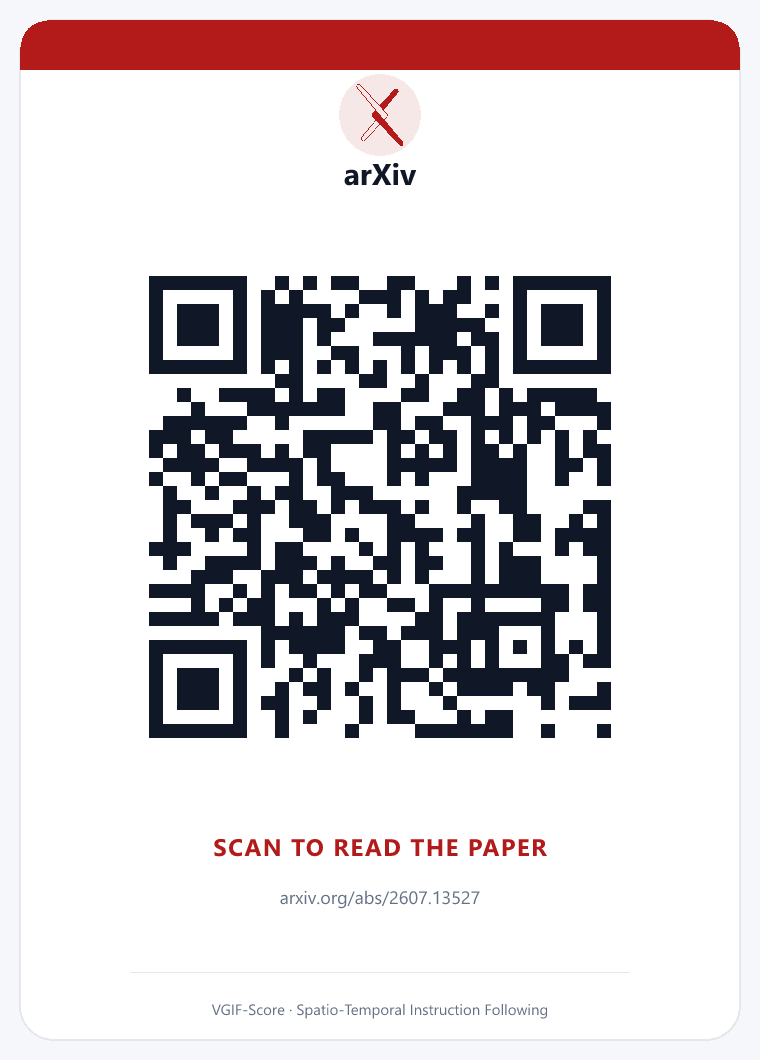 arXiv
SCAN TO READ THE PAPER
arxiv.org/abs/2607.13527
VGIF-Score · Spatio-Temporal Instruction Following